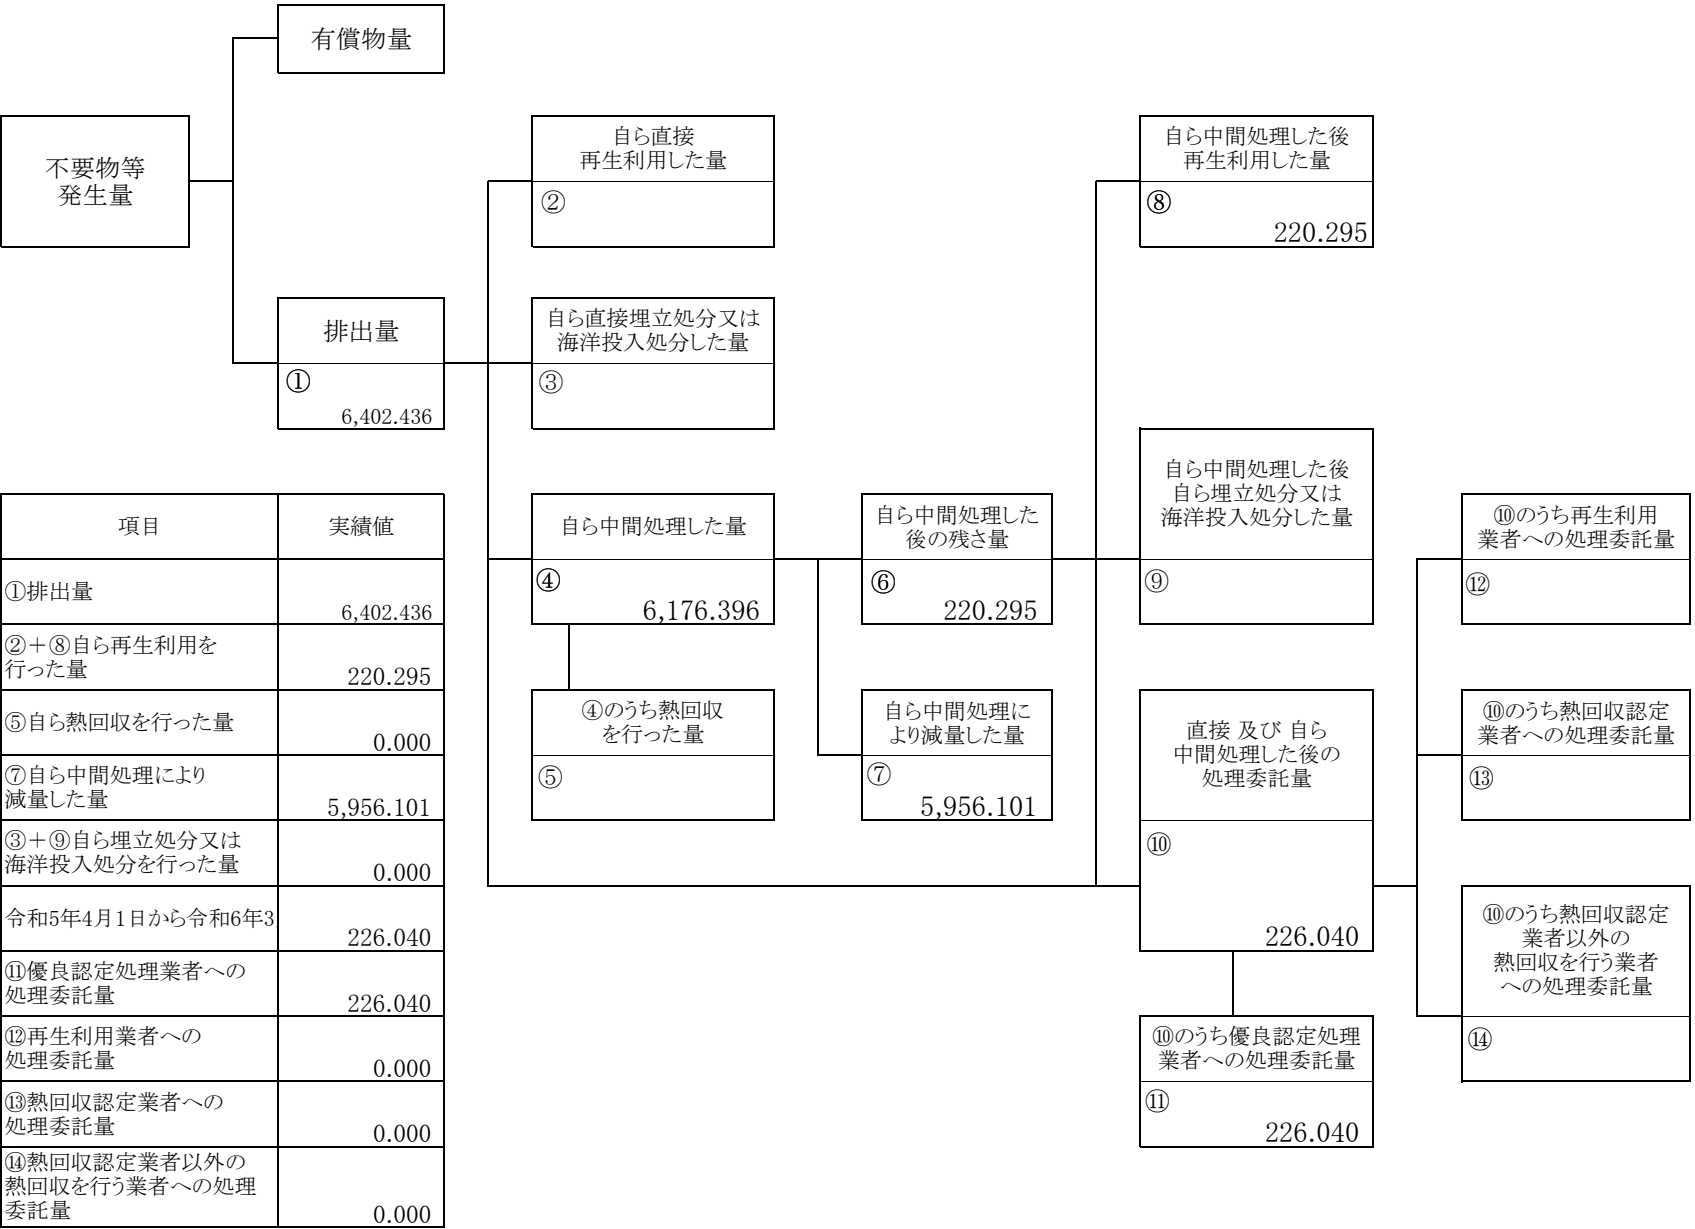 有償物量
不要物等
発生量
自ら直接
再生利用した量
②
自ら中間処理した後
再生利用した量
⑧
220.295
排出量
①
6,402.436
自ら直接埋立処分又は
海洋投入処分した量
③
自ら中間処理した量
④
6,176.396
自ら中間処理した
後の残さ量
⑥
220.295
自ら中間処理した後
自ら埋立処分又は
海洋投入処分した量
⑨
⑩のうち再生利用
業者への処理委託量
⑫
④のうち熱回収
を行った量
⑤
自ら中間処理に
より減量した量
⑦
5,956.101
直接 及び 自ら
中間処理した後の
処理委託量
⑩
226.040
⑩のうち熱回収認定
業者への処理委託量
⑬
⑩のうち熱回収認定
業者以外の
熱回収を行う業者
への処理委託量
⑭
⑩のうち優良認定処理
業者への処理委託量
⑪
226.040
項目 実績値
①排出量
6,402.436
②＋⑧自ら再生利用を
行った量
220.295
⑤自ら熱回収を行った量
0.000
⑦自ら中間処理により
減量した量
5,956.101
③＋⑨自ら埋立処分又は
海洋投入処分を行った量
0.000
令和5年4月1日から令和6年3
226.040
⑪優良認定処理業者への
処理委託量
226.040
⑫再生利用業者への
処理委託量
0.000
⑬熱回収認定業者への
処理委託量
0.000
⑭熱回収認定業者以外の
熱回収を行う業者への処理
委託量
0.000